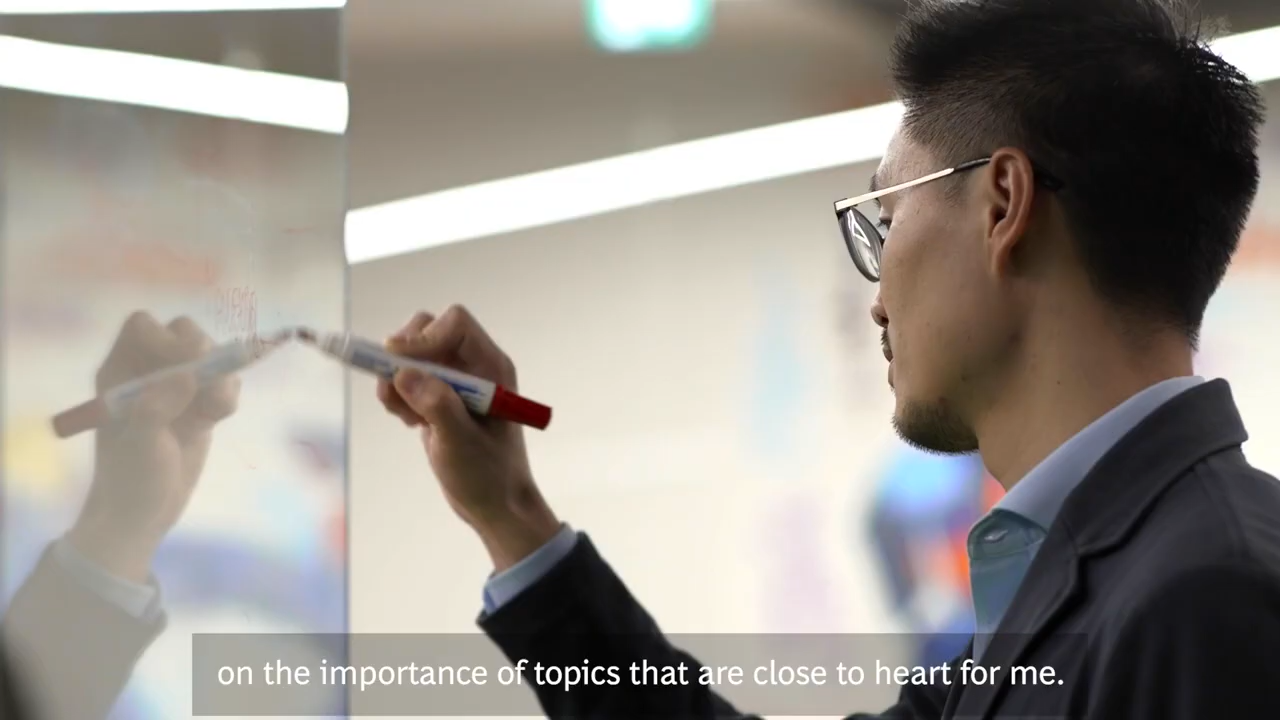 on the importance of topics that are close to heart for me.